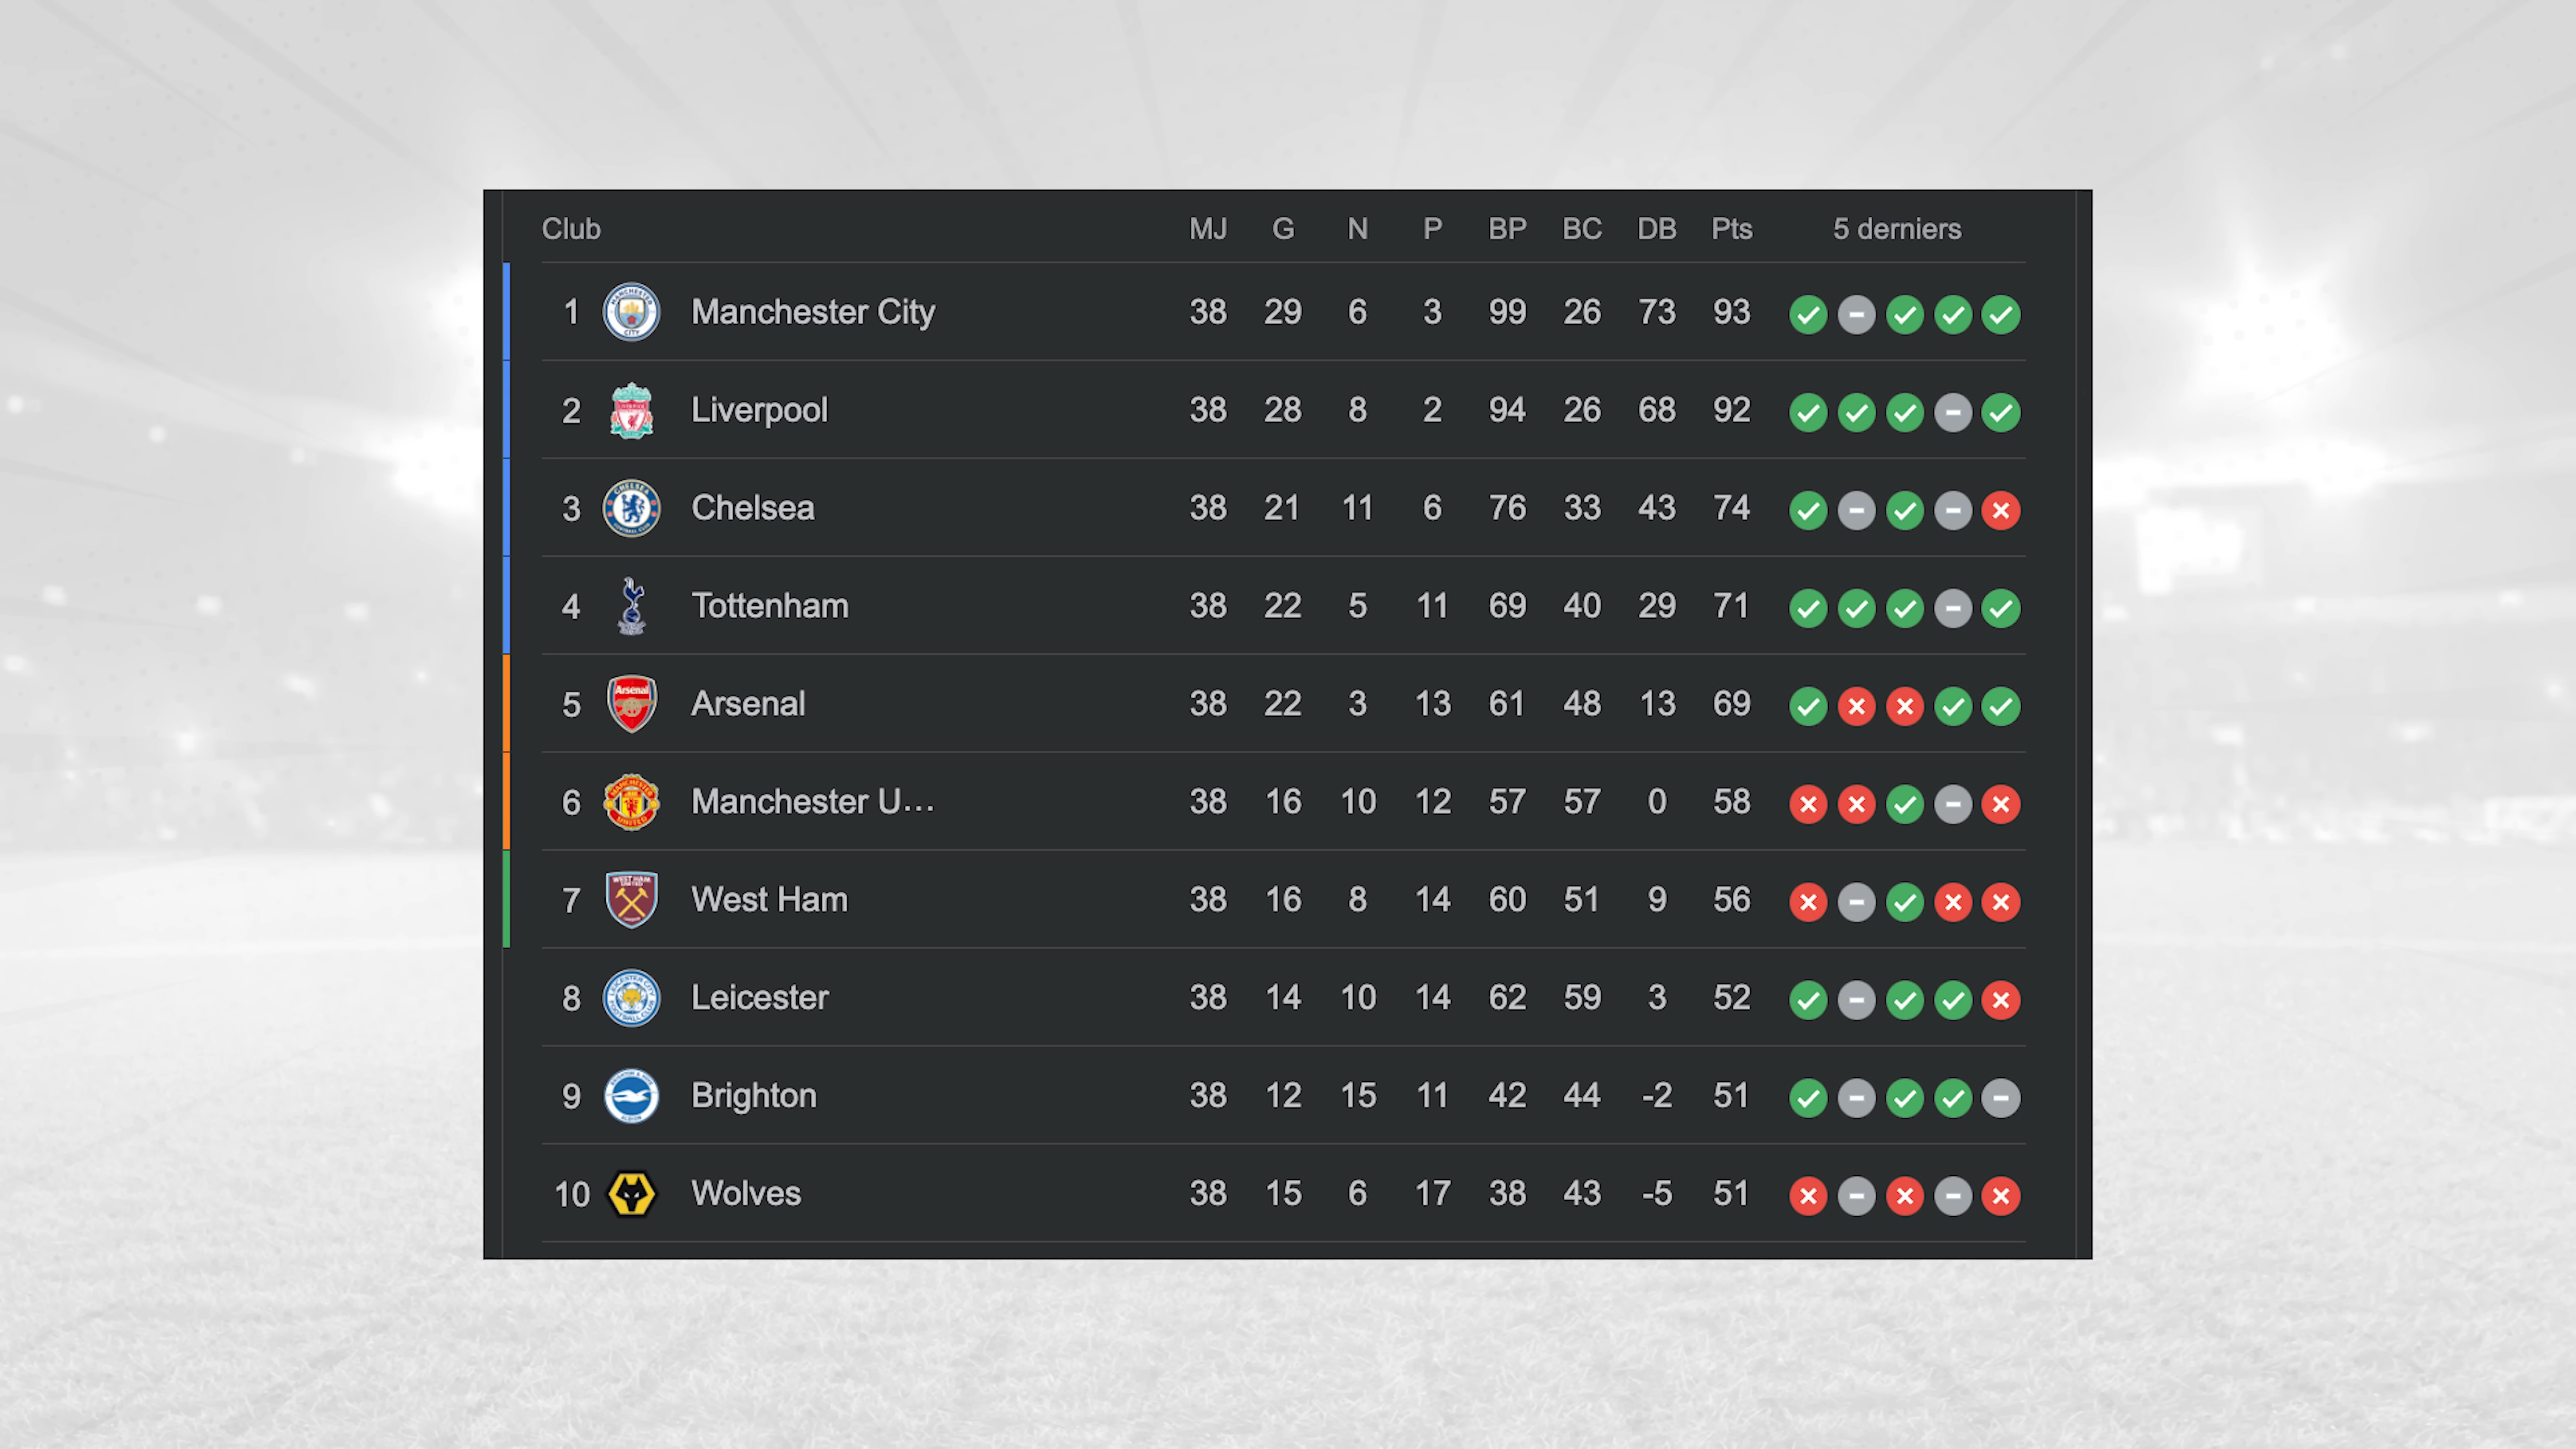 Club MJ G N P BP BC DB Pts 5 derniers
1 Manchester City 38 29 6 3 99 26 73 93
2 Liverpool 38 28 8 2 94 26 68 92
3 Chelsea 38 21 11 6 76 33 43 74
4 Tottenham 38 22 5 11 69 40 29 71
5 Arsenal 38 22 3 13 61 48 13 69
6 Manchester U... 38 16 10 12 57 57 0 58
7 West Ham 38 16 8 14 60 51 9 56
8 Leicester 38 14 10 14 62 59 3 52
9 Brighton 38 12 15 11 42 44 -2 51
10 Wolves 38 15 6 17 38 43 -5 51